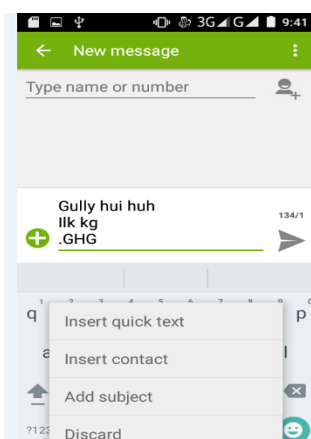 3G G 9:41
New message
Type name or number
Gully hui huh
Ilk kg
.GHG
134/1
q p
Insert quick text
a l
Insert contact
Add subject
?123
Discard